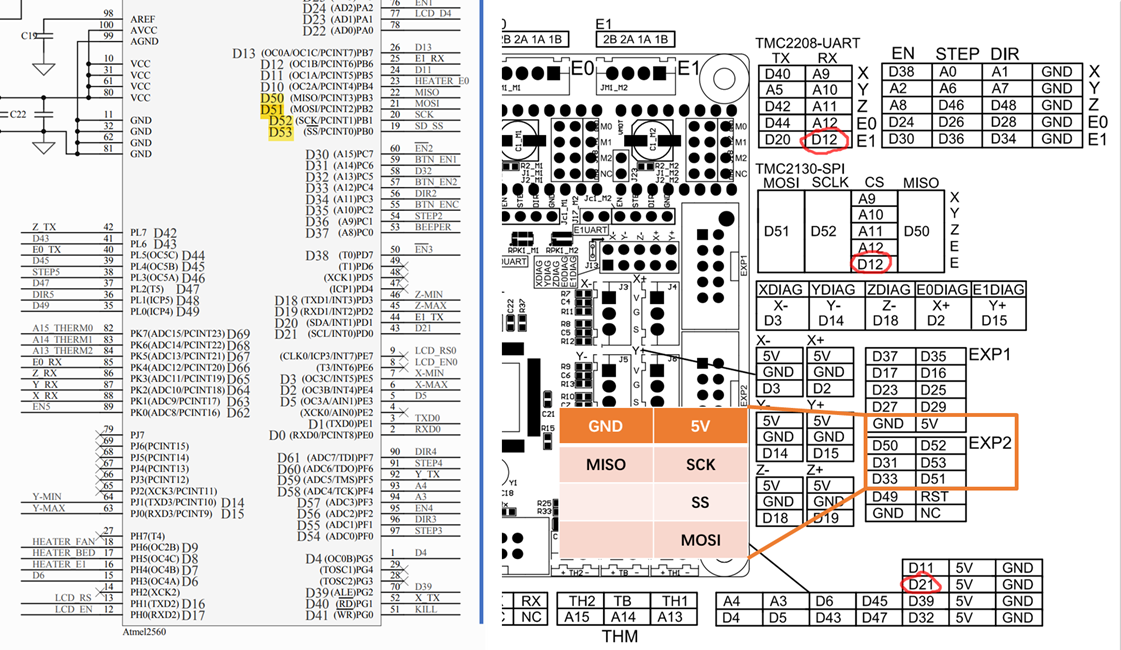 98 AREF
100 AVCC
99 AGND
C19
10 VCC
31 VCC
61 VCC
80 VCC
C22
11 GND
32 GND
62 GND
81 GND
D24 (AD2)PA2 76 EN1
D23 (AD1)PA1 77 LCD_D4
D22 (AD0)PA0 78
D13 (OC0A/OC1C/PCINT7)PB7 26 D13
D12 (OC1B/PCINT6)PB6 25 E1_RX
D11 (OC1A/PCINT5)PB5 24 D11
D10 (OC2A/PCINT4)PB4 23 HEATER_E0
D50 (MISO/PCINT3)PB3 22 MISO
D51 (MOSI/PCINT2)PB2 21 MOSI
D52 (SCK/PCINT1)PB1 20 SCK
D53 (SS/PCINT0)PB0 19 SD_SS
D30 (A15)PC7 60 EN2
D31 (A14)PC6 59 BTN_EN1
D32 (A13)PC5 58 D32
D33 (A12)PC4 57 BTN_EN2
D34 (A11)PC3 56 DIR2
D35 (A10)PC2 55 BTN_ENC
D36 (A9)PC1 54 STEP2
D37 (A8)PC0 53 BEEPER
Z_TX 42 PL7 D42
D43 41 PL6 D43
E0_TX 40 PL5(OC5C) D44
D45 39 PL4(OC5B) D45
STEP5 38 PL3(OC5A) D46
D47 37 PL2(T5) D47
DIR5 36 PL1(ICP5) D48
D49 35 PL0(ICP4) D49
D38 (T0)PD7 50 EN3
(T1)PD6 49
(XCK1)PD5 48
(ICP1)PD4 47
D18 (TXD1/INT3)PD3 46 Z-MIN
D19 (RXD1/INT2)PD2 45 Z-MAX
D20 (SDA/INT1)PD1 44 E1_TX
D21 (SCL/INT0)PD0 43 D21
A15_THERM0 82 PK7(ADC15/PCINT23) D69
A14_THERM1 83 PK6(ADC14/PCINT22) D68
A13_THERM2 84 PK5(ADC13/PCINT21) D67
E0_RX 85 PK4(ADC12/PCINT20) D66
Z_RX 86 PK3(ADC11/PCINT19) D65
Y_RX 87 PK2(ADC10/PCINT18) D64
X_RX 88 PK1(ADC9/PCINT17) D63
EN5 89 PK0(ADC8/PCINT16) D62
(CLK0/ICP3/INT7)PE7 9 LCD_RS0
(T3/INT6)PE6 8 LCD_EN0
D3 (OC3C/INT5)PE5 7 X-MIN
D2 (OC3B/INT4)PE4 6 X-MAX
D5 (OC3A/AIN1)PE3 5 D5
(XCK0/AIN0)PE2 4
D1 (TXD0)PE1 3 TXD0
D0 (RXD0/PCINT8)PE0 2 RXD0
79 PJ7
69 PJ6(PCINT15)
68 PJ5(PCINT14)
67 PJ4(PCINT13)
66 PJ3(PCINT12)
65 PJ2(XCK3/PCINT11)
Y-MIN 64 PJ1(TXD3/PCINT10) D14
Y-MAX 63 PJ0(RXD3/PCINT9) D15
D61 (ADC7/TDI)PF7 90 DIR4
D60 (ADC6/TDO)PF6 91 STEP4
D59 (ADC5/TMS)PF5 92 Y_TX
D58 (ADC4/TCK)PF4 93 A4
D57 (ADC3)PF3 94 A3
D56 (ADC2)PF2 95 EN4
D55 (ADC1)PF1 96 DIR3
D54 (ADC0)PF0 97 STEP3
27 PH7(T4)
HEATER_FAN 18 PH6(OC2B) D9
HEATER_BED 17 PH5(OC4C) D8
HEATER_E1 16 PH4(OC4B) D7
D6 15 PH3(OC4A) D6
14 PH2(XCK2)
LCD_RS 13 PH1(TXD2) D16
LCD_EN 12 PH0(RXD2) D17
D4 (OC0B)PG5 1 D4
(TOSC1)PG4 29
(TOSC2)PG3 28
D39 (ALE)PG2 70 D39
D40 (RD)PG1 52 X_TX
D41 (WR)PG0 51 KILL
Atmel2560
E1
2B 2A 1A 1B 2B 2A 1A 1B
E0 E1
JM1_M2
TMC2208-UART
TX RX
D40 A9 X
A5 A10 Y
D42 A11 Z
D44 A12 E0
D20 D12 E1
EN STEP DIR
D38 A0 A1 GND X
A2 A6 A7 GND Y
A8 D46 D48 GND Z
D24 D26 D28 GND E0
D30 D36 D34 GND E1
TMC2130-SPI
MOSI SCLK CS MISO
D51 D52 D50
A9 X
A10 Y
A11 Z
A12 E
D12 E
C1_M1 C1_M2
M0
M1
M2
NC
R2_M1
J1_M1
J2_M1
R2_M2
J1_M2
J2_M2
J23
EN STE DIR
EN STEP DIR
Jc1_M1
Jc1_M2
J17
E1UART
RPK1_M1
RPK1_M2
X- Y- Z- X+ Y+
J13
XDIAG
YDIAG
ZDIAG
E0DIAG
E1DIAG
EXP1
EXP2
C22 R37
R7
C4
R11
R8
C5
R12
X- J3 X+ J4
V
G
S
Y- J5 Y+ J6
V
G
S
R9
C6
R13
R10
C21
R15
C18
R25
R33
XDIAG YDIAG ZDIAG E0DIAG E1DIAG
X- Y- Z- X+ Y+
D3 D14 D18 D2 D15
X- X+
5V 5V
GND GND
D3 D2
Y- Y+
5V 5V
GND GND
D14 D15
Z- Z+
5V 5V
GND GND
D18 D19
D37 D35 EXP1
D17 D16
D23 D25
D27 D29
GND 5V
D50 D52 EXP2
D31 D53
D33 D51
D49 RST
GND NC
GND 5V
MISO SCK
SS
MOSI
+ TH2 - + TB - + TH1 -
RX
NC
TH2 TB TH1
A15 A14 A13
THM
D11 5V GND
D21 5V GND
A4 A3 D6 D45 D39 5V GND
D4 D5 D43 D47 D32 5V GND